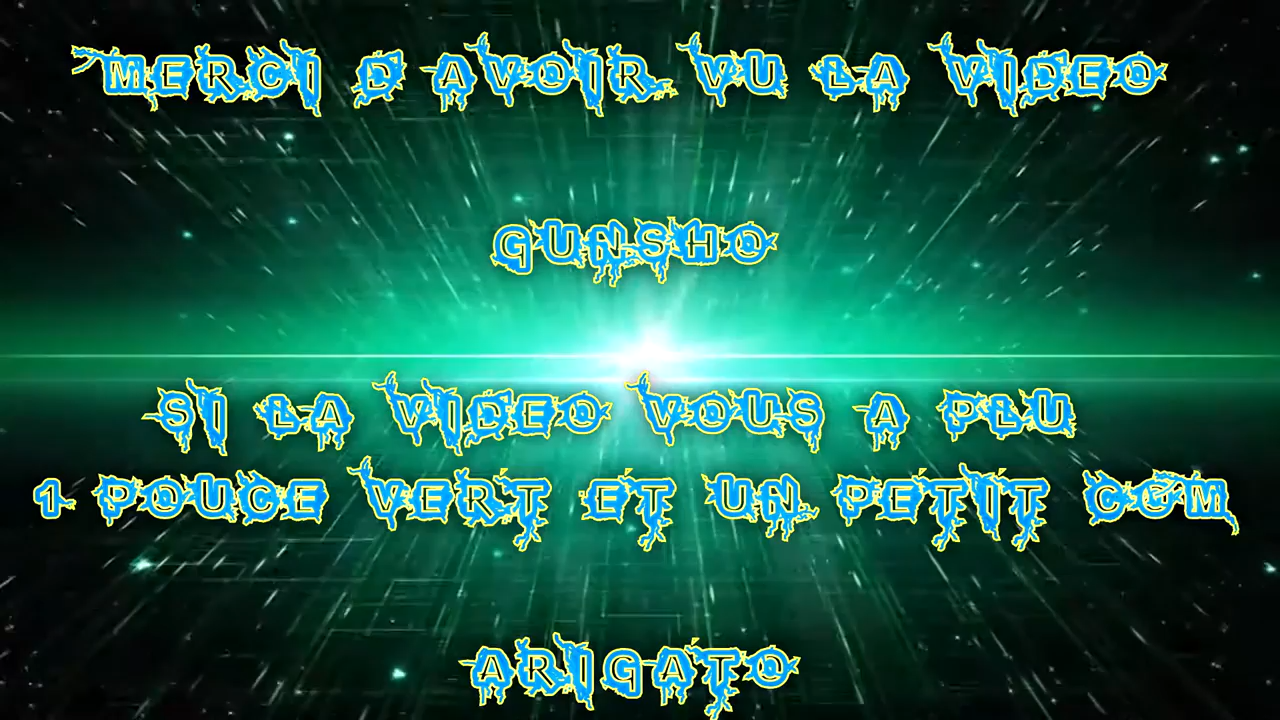 MERCI D AVOIR VU LA VIDEO
GUNSHO
SI LA VIDEO VOUS A PLU
1 POUCE VERT ET UN PETIT COM
ARIGATO